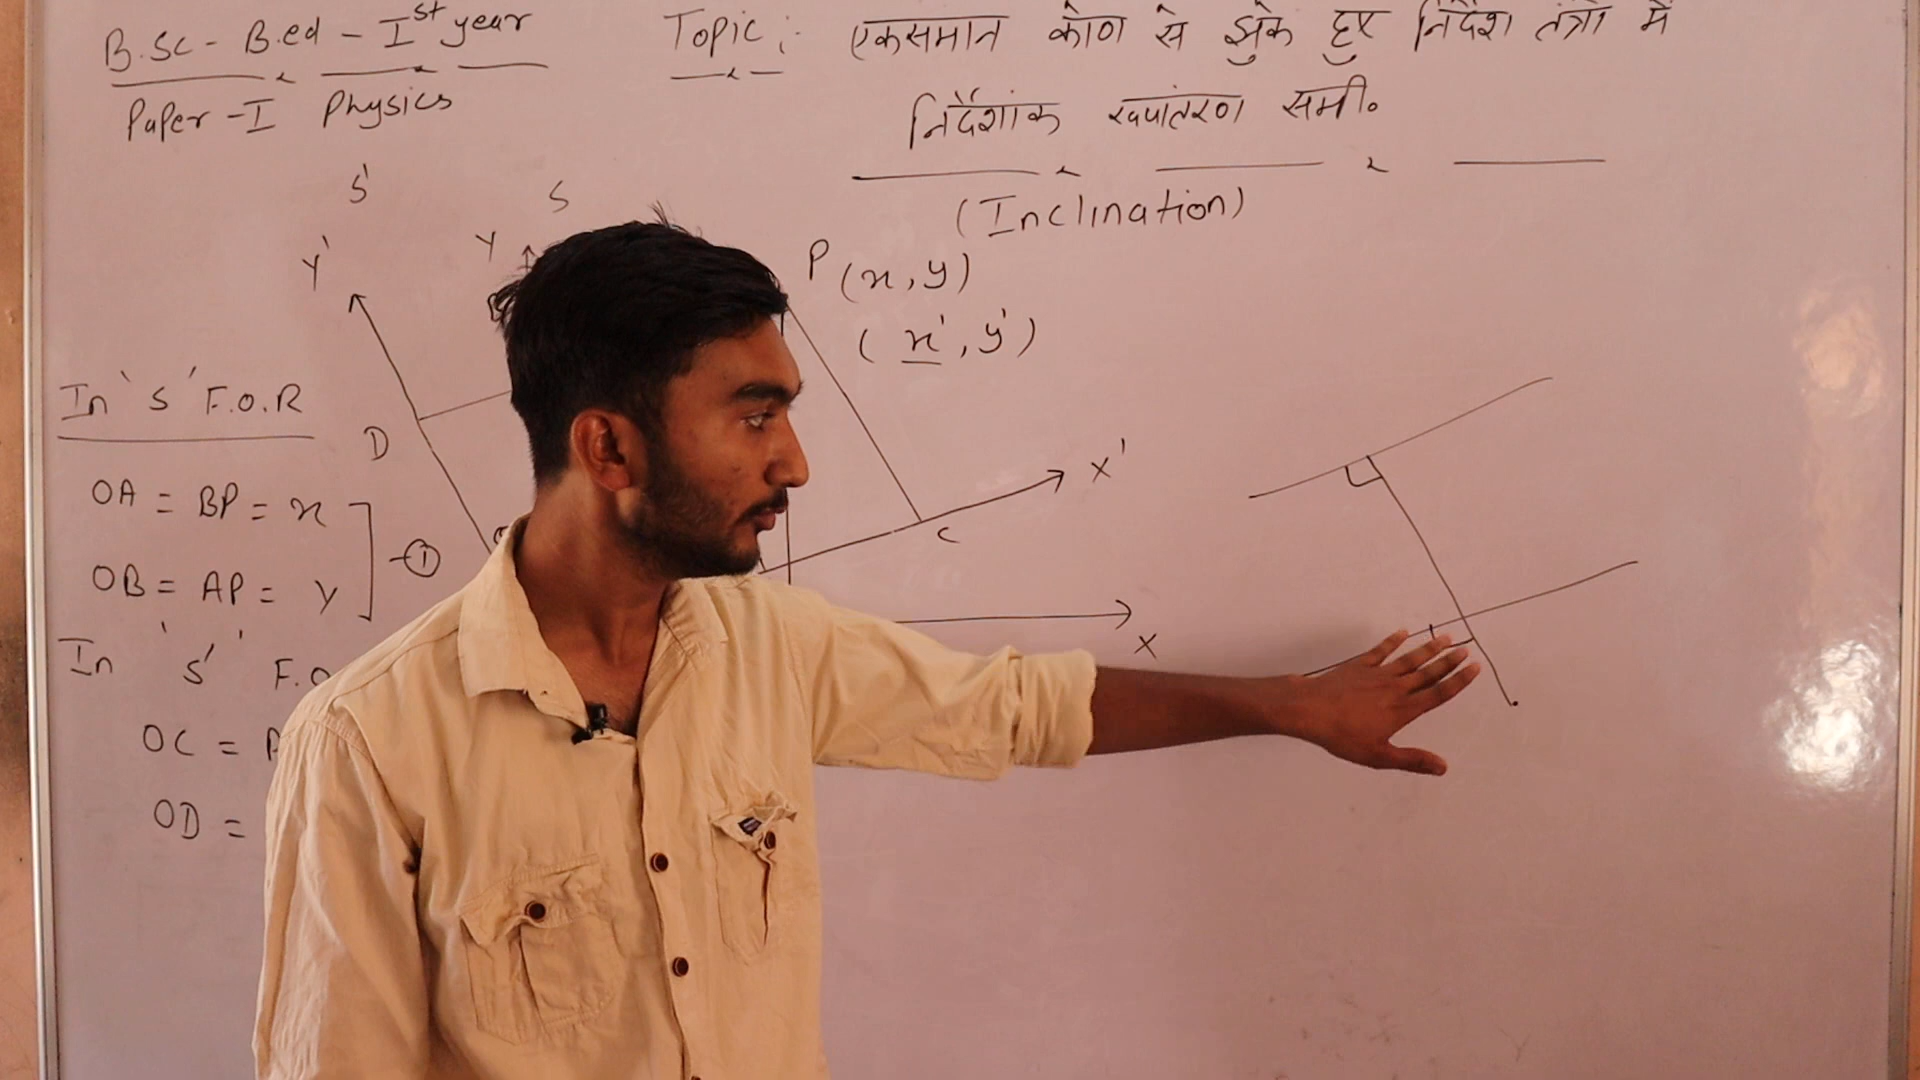 B.Sc - B.ed - Ist year
Paper - I Physics
Topic :- एकसमान कोण से झुके हुए निर्देश तंत्रों में
निर्देशांक रूपांतरण समी०
(Inclination)
S'
S
Y'
Y
P (x, y)
(x', y')
In 'S' F.O.R
D
X'
C
OA = BP = x
OB = AP = y
-①
X
In 'S'' F.O
OC =
OD =